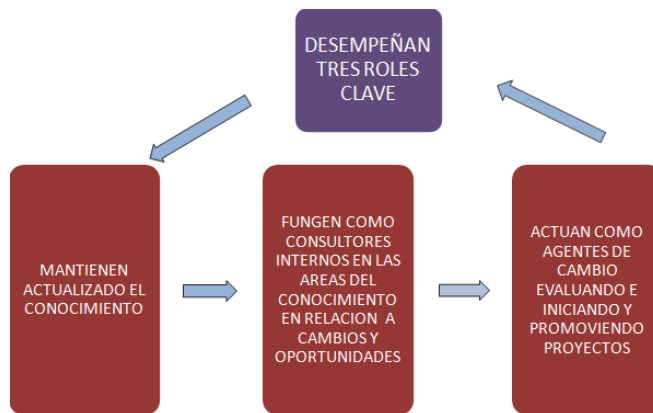 DESEMPEÑAN
TRES ROLES
CLAVE
MANTIENEN
ACTUALIZADO EL
CONOCIMIENTO
FUNGEN COMO
CONSULTORES
INTERNOS EN LAS
AREAS DEL
CONOCIMIENTO
EN RELACION A
CAMBIOS Y
OPORTUNIDADES
ACTUAN COMO
AGENTES DE
CAMBIO
EVALUANDO E
INICIANDO Y
PROMOVIENDO
PROYECTOS